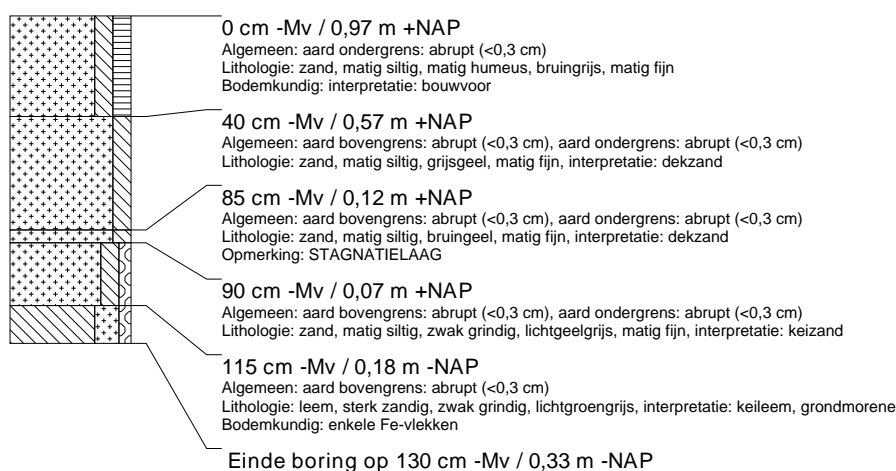 0 cm -Mv / 0,97 m +NAP
Algemeen: aard ondergrens: abrupt (<0,3 cm)
Lithologie: zand, matig siltig, matig humeus, bruingrijs, matig fijn
Bodemkundig: interpretatie: bouwvoor
40 cm -Mv / 0,57 m +NAP
Algemeen: aard bovengrens: abrupt (<0,3 cm), aard ondergrens: abrupt (<0,3 cm)
Lithologie: zand, matig siltig, grijsgeel, matig fijn, interpretatie: dekzand
85 cm -Mv / 0,12 m +NAP
Algemeen: aard bovengrens: abrupt (<0,3 cm), aard ondergrens: abrupt (<0,3 cm)
Lithologie: zand, matig siltig, bruingeel, matig fijn, interpretatie: dekzand
Opmerking: STAGNATIELAAG
90 cm -Mv / 0,07 m +NAP
Algemeen: aard bovengrens: abrupt (<0,3 cm), aard ondergrens: abrupt (<0,3 cm)
Lithologie: zand, matig siltig, zwak grindig, lichtgeelgrijs, matig fijn, interpretatie: keizand
115 cm -Mv / 0,18 m -NAP
Algemeen: aard bovengrens: abrupt (<0,3 cm)
Lithologie: leem, sterk zandig, zwak grindig, lichtgroengrijs, interpretatie: keileem, grondmorene
Bodemkundig: enkele Fe-vlekken
Einde boring op 130 cm -Mv / 0,33 m -NAP